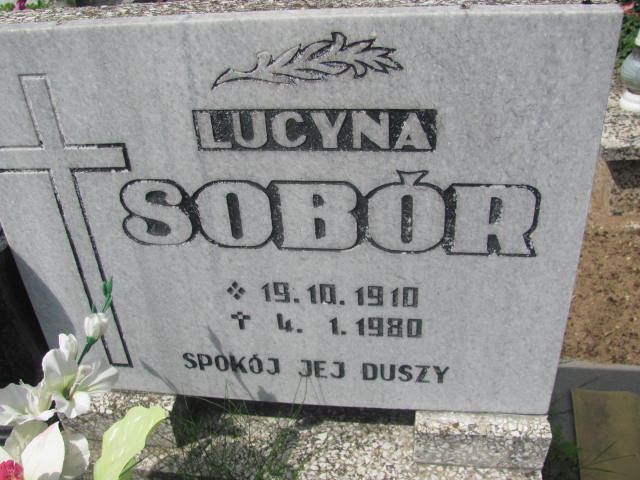 LUCYNA
SOBÓR
19.10.1910
4. 1.1980
SPOKÓJ JEJ DUSZY